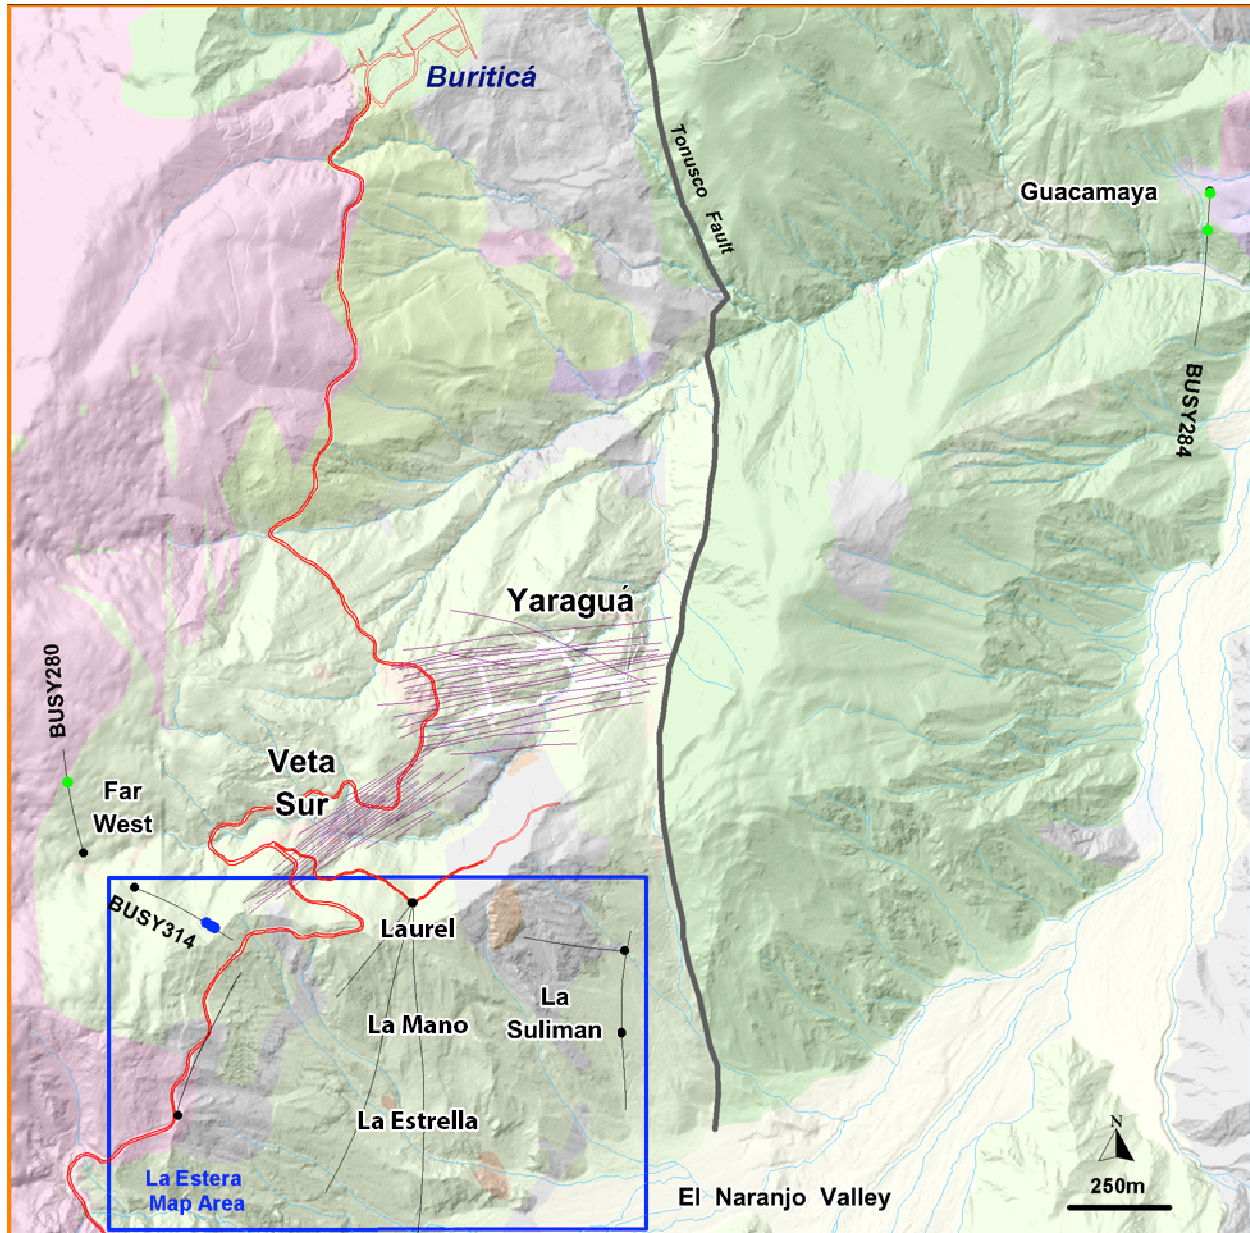 Buriticá
Tonusco Fault
Guacamaya
BUSY284
Yaraguá
BUSY280
Veta
Sur
Far
West
BUSY314
Laurel
La
Suliman
La Mano
La Estrella
La Estera
Map Area
El Naranjo Valley
N
250m